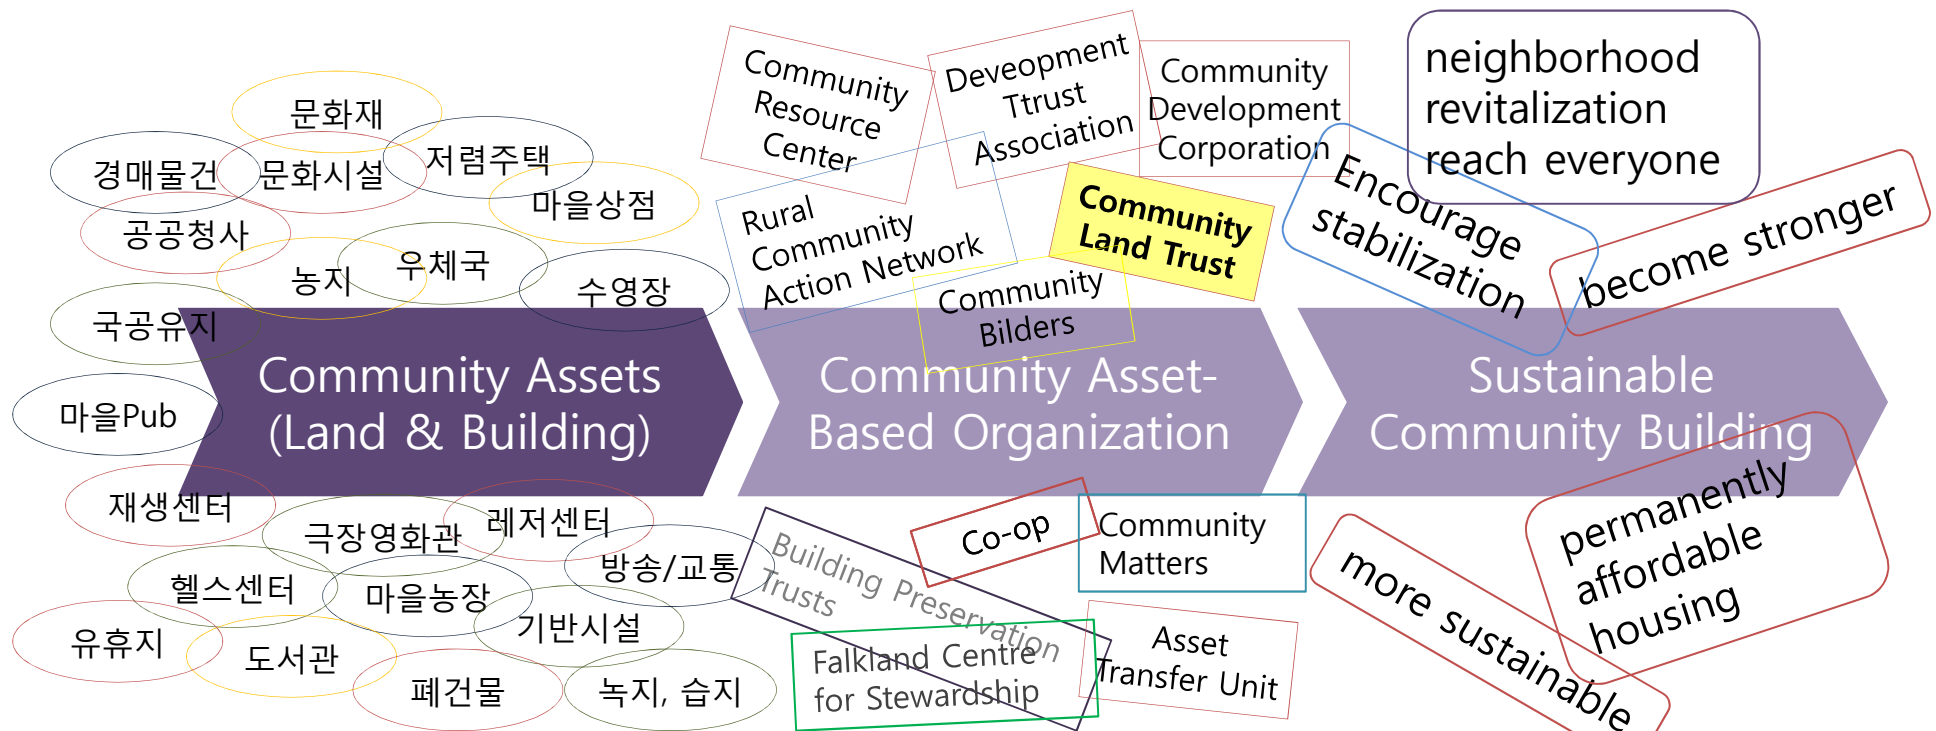 문화재
경매물건
문화시설
저렴주택
마을상점
공공청사
농지
우체국
수영장
국공유지
마을Pub
Community Assets
(Land & Building)
재생센터
극장영화관
레저센터
방송/교통
헬스센터
마을농장
기반시설
유휴지
도서관
폐건물
녹지, 습지
Community
Resource
Center
Deveopment
Ttrust
Association
Community
Development
Corporation
Rural
Community
Action Network
Community
Land Trust
Community
Bilders
Community Asset-
Based Organization
Co-op
Community
Matters
Building Preservation
Trusts
Falkland Centre
for Stewardship
Asset
Transfer Unit
neighborhood
revitalization
reach everyone
Encourage
stabilization
become stronger
Sustainable
Community Building
permanently
affordable
housing
more sustainable